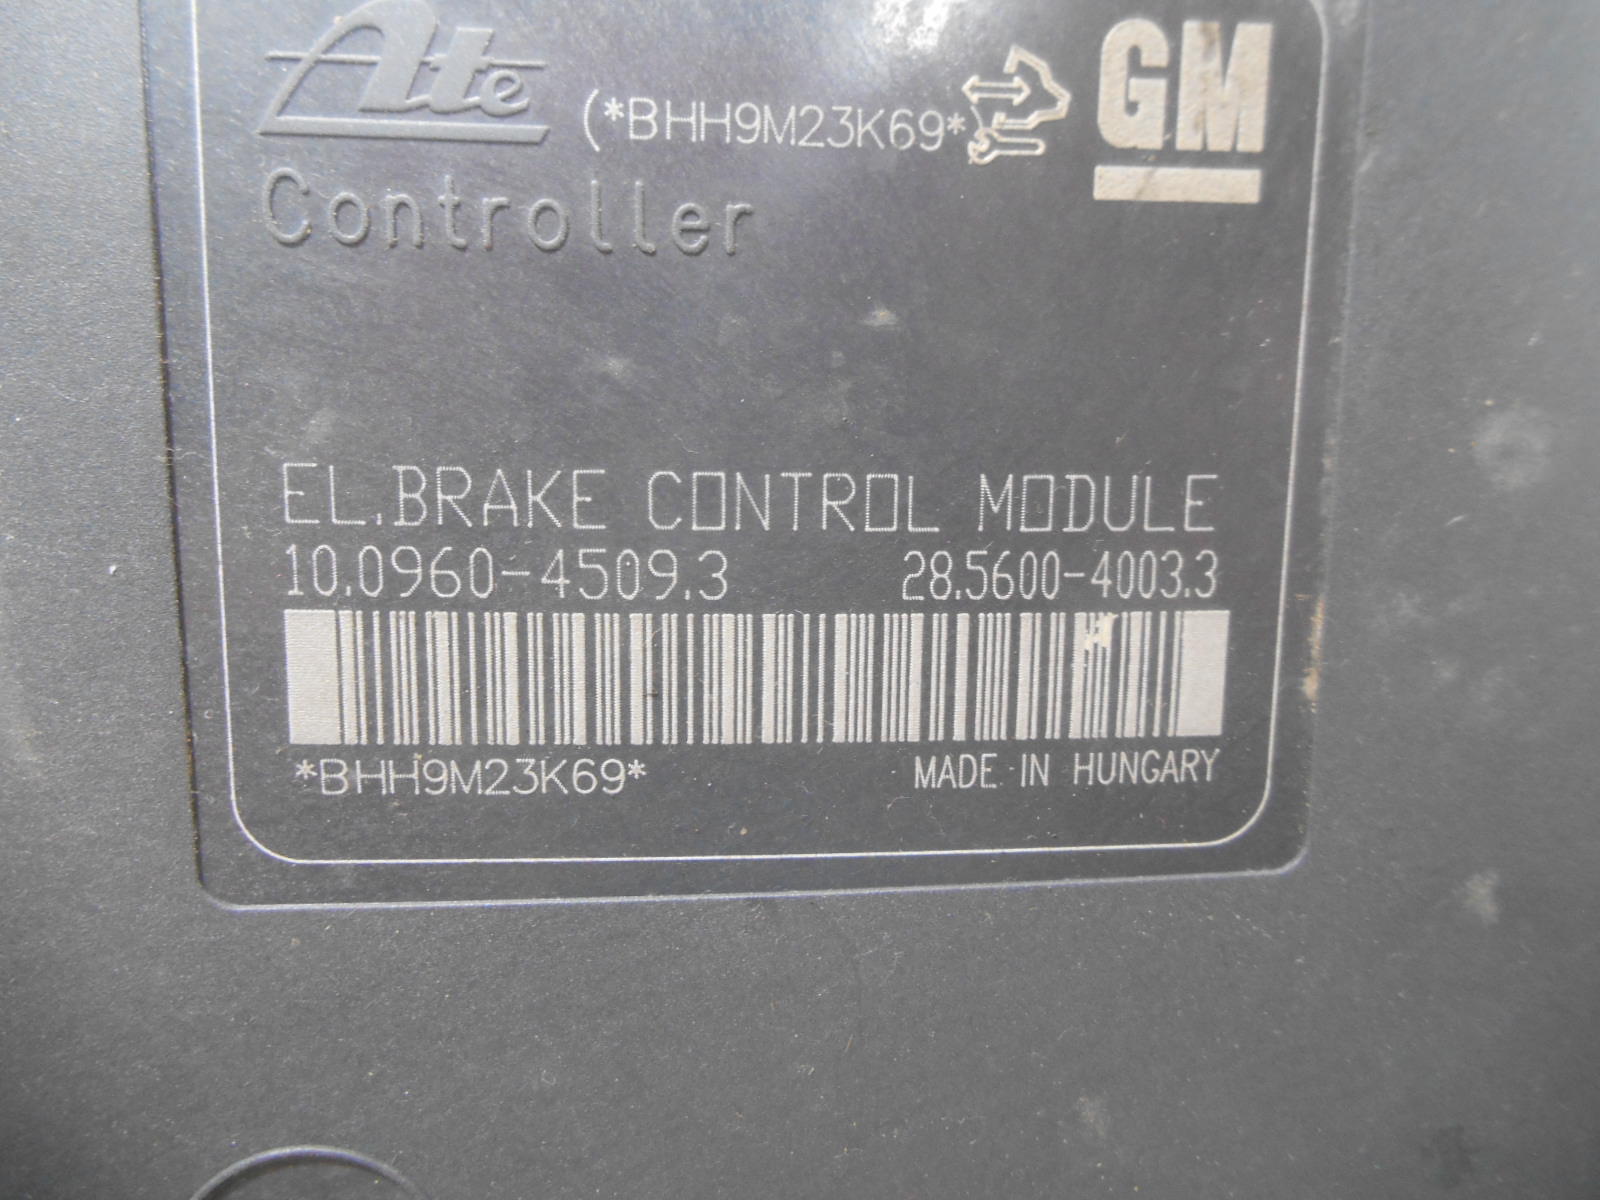 Ate (*BHH9M23K69* GM
Controller
EL.BRAKE CONTROL MODULE
10.0960-4509.3 28.5600-4003.3
*BHH9M23K69* MADE IN HUNGARY